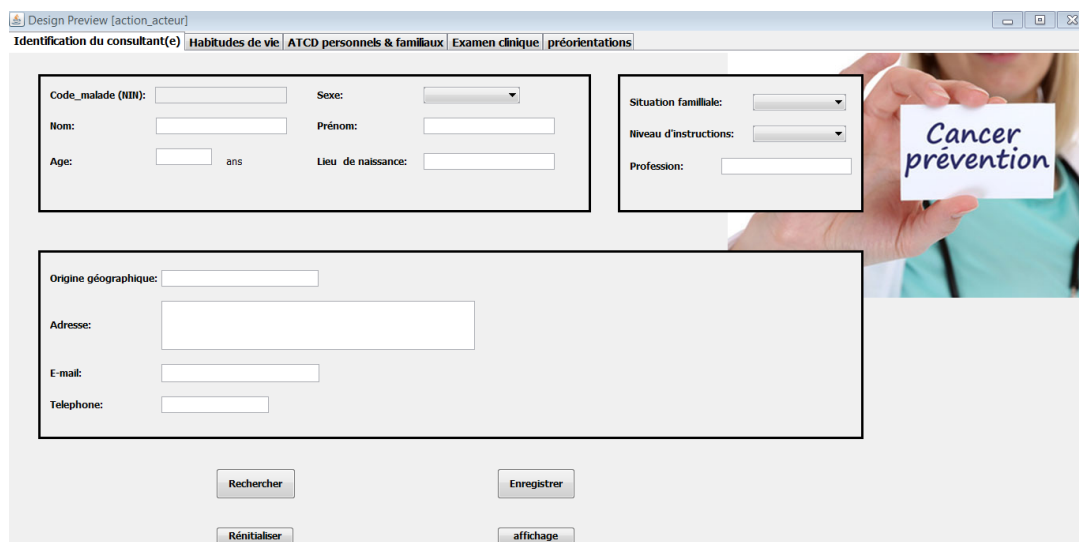 Design Preview [action_acteur]
Identification du consultant(e) Habitudes de vie ATCD personnels & familiaux Examen clinique préorientations
Code_malade (NIN): Sexe:
Nom: Prénom:
Age: ans Lieu de naissance:
Situation familliale:
Niveau d'instructions:
Profession:
Cancer
prévention
Origine géographique:
Adresse:
E-mail:
Telephone:
Rechercher Enregistrer
Rénitialiser affichage